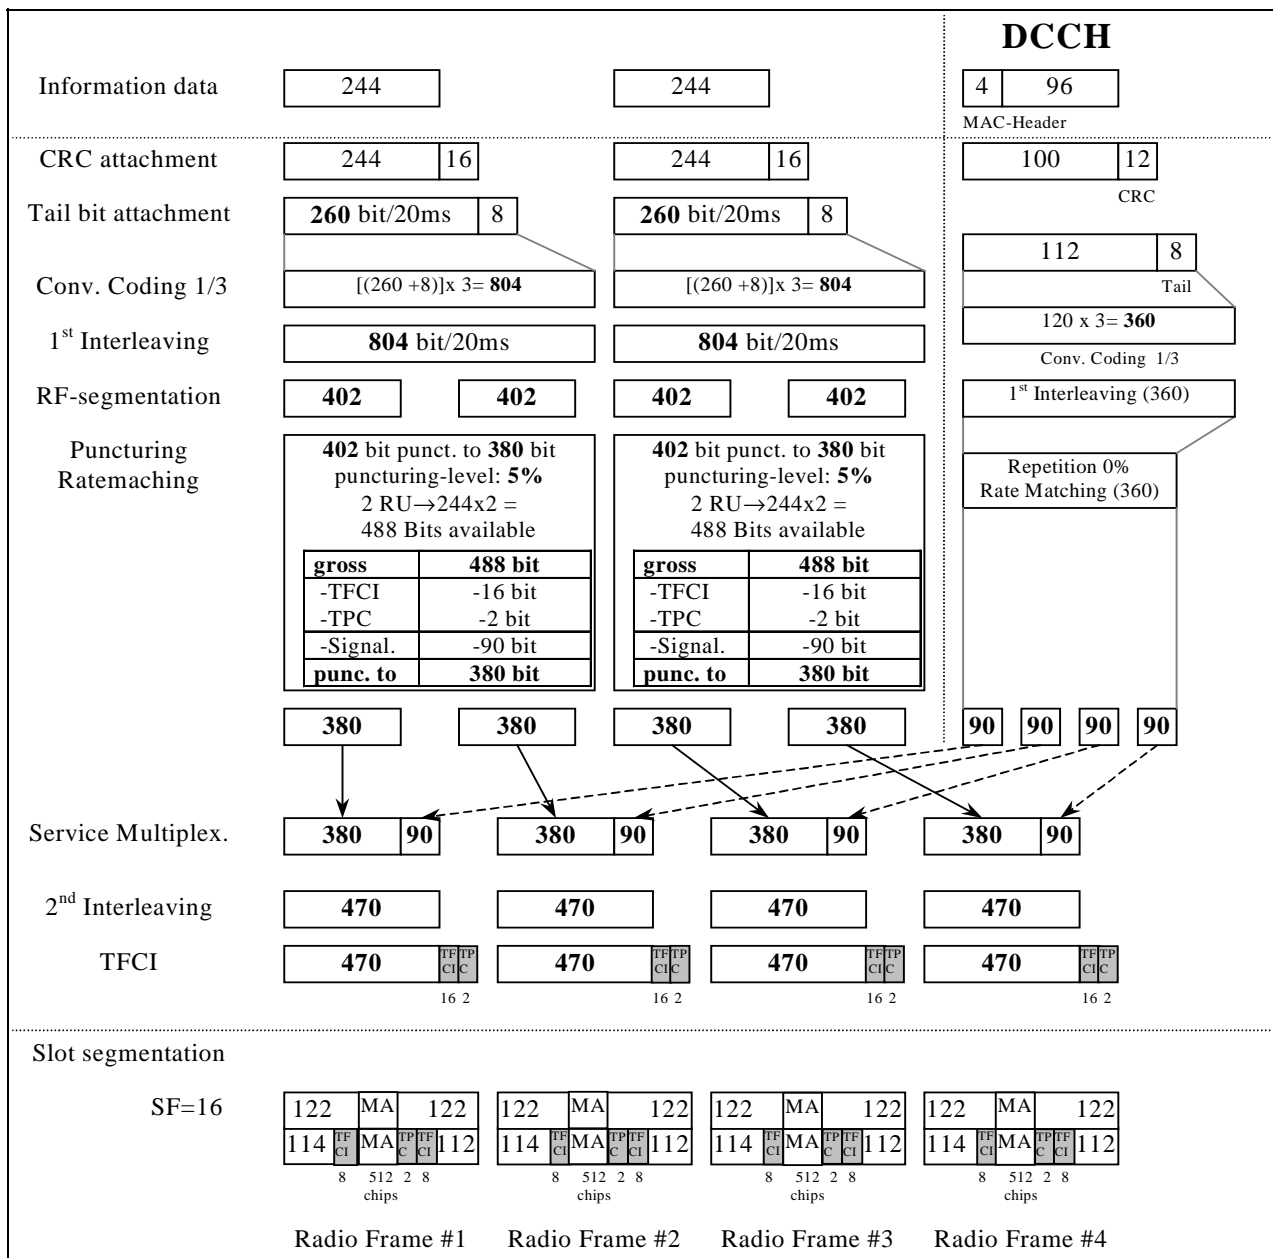 DCCH
Information data 244 244 4 96
MAC-Header
CRC attachment 244 16 244 16 100 12
CRC
Tail bit attachment 260 bit/20ms 8 260 bit/20ms 8
112 8
Tail
Conv. Coding 1/3 [(260 +8)]x 3= 804 [(260 +8)]x 3= 804
120 x 3= 360
Conv. Coding 1/3
1st Interleaving 804 bit/20ms 804 bit/20ms
RF-segmentation 402 402 402 402 1st Interleaving (360)
Puncturing
Ratemaching
402 bit punct. to 380 bit
puncturing-level: 5%
2 RU→244x2 =
488 Bits available
gross 488 bit
-TFCI -16 bit
-TPC -2 bit
-Signal. -90 bit
punc. to 380 bit
402 bit punct. to 380 bit
puncturing-level: 5%
2 RU→244x2 =
488 Bits available
gross 488 bit
-TFCI -16 bit
-TPC -2 bit
-Signal. -90 bit
punc. to 380 bit
Repetition 0%
Rate Matching (360)
380 380 380 380 90 90 90 90
Service Multiplex. 380 90 380 90 380 90 380 90
2nd Interleaving 470 470 470 470
TFCI 470 TF CI TP C 470 TF CI TP C 470 TF CI TP C 470 TF CI TP C
16 2 16 2 16 2 16 2
Slot segmentation
SF=16 122 MA 122 122 MA 122 122 MA 122 122 MA 122
114 TF CI MA TP C TF CI 112 114 TF CI MA TP C TF CI 112 114 TF CI MA TP C TF CI 112 114 TF CI MA TP C TF CI 112
8 512 2 8 8 512 2 8 8 512 2 8 8 512 2 8
chips chips chips chips
Radio Frame #1 Radio Frame #2 Radio Frame #3 Radio Frame #4